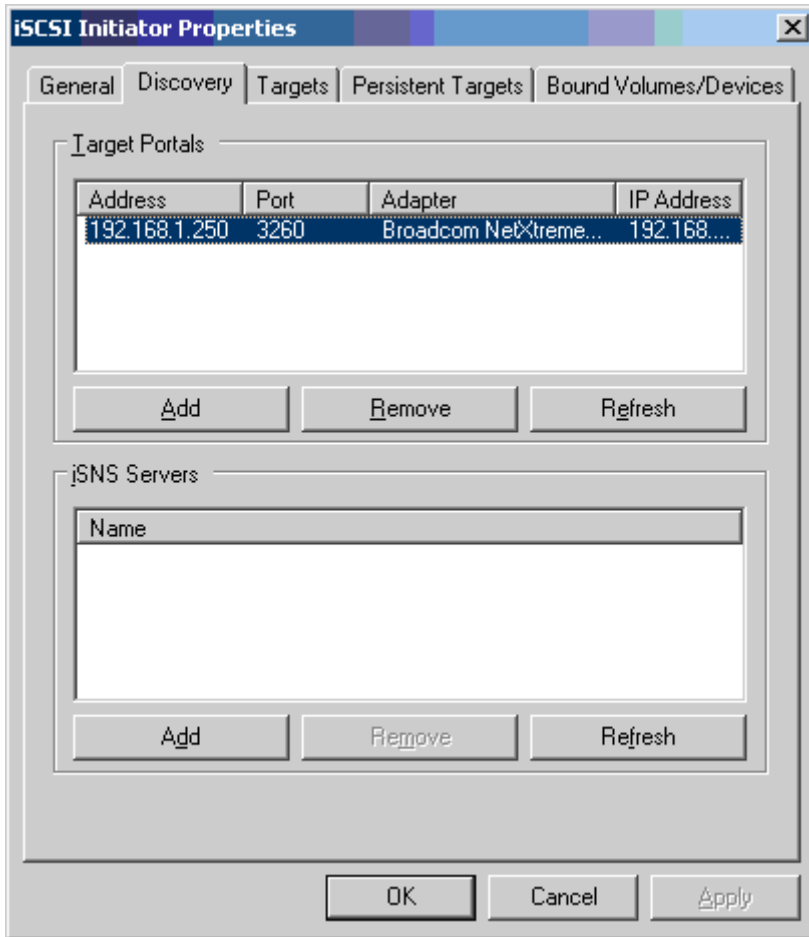 iSCSI Initiator Properties
General Discovery Targets Persistent Targets Bound Volumes/Devices
Target Portals
Address Port Adapter IP Address
192.168.1.250 3260 Broadcom NetXtreme... 192.168....
Add Remove Refresh
iSNS Servers
Name
Add Remove Refresh
OK Cancel Apply